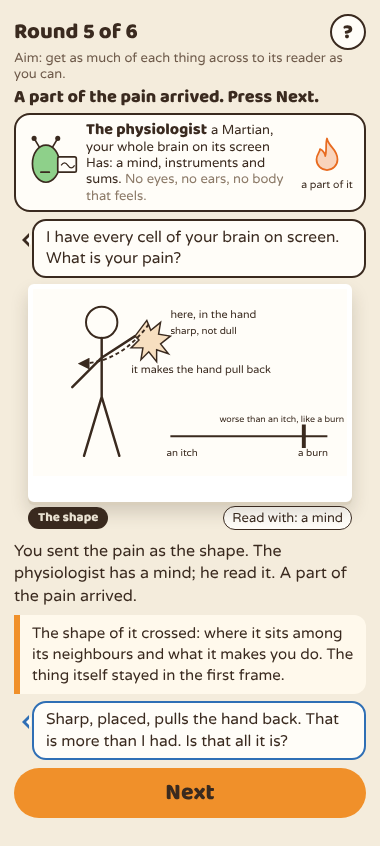 Round 5 of 6
?
Aim: get as much of each thing across to its reader as
you can.
A part of the pain arrived. Press Next.
The physiologist a Martian,
your whole brain on its screen
Has: a mind, instruments and
sums. No eyes, no ears, no body
that feels.
a part of it
I have every cell of your brain on screen.
What is your pain?
here, in the hand
sharp, not dull
it makes the hand pull back
worse than an itch, like a burn
an itch
a burn
The shape
Read with: a mind
You sent the pain as the shape. The
physiologist has a mind; he read it. A part of
the pain arrived.
The shape of it crossed: where it sits among
its neighbours and what it makes you do. The
thing itself stayed in the first frame.
Sharp, placed, pulls the hand back. That
is more than I had. Is that all it is?
Next